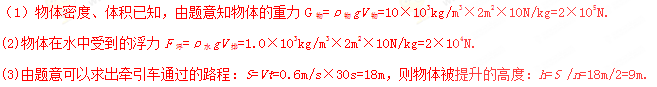 (1)物体密度、体积已知,由题意知物体的重力G物=ρ物gV物=10×10³kg/m³×2m²×10N/kg=2×10⁵N.
(2)物体在水中受到的浮力F浮=ρ水gV物=1.0×10³kg/m³×2m²×10N/kg=2×10⁴N.
(3)由题意可以求出牵引车通过的路程:S=Vt=0.6m/s×30s=18m,则物体被提升的高度:h=S /n=18m/2=9m.